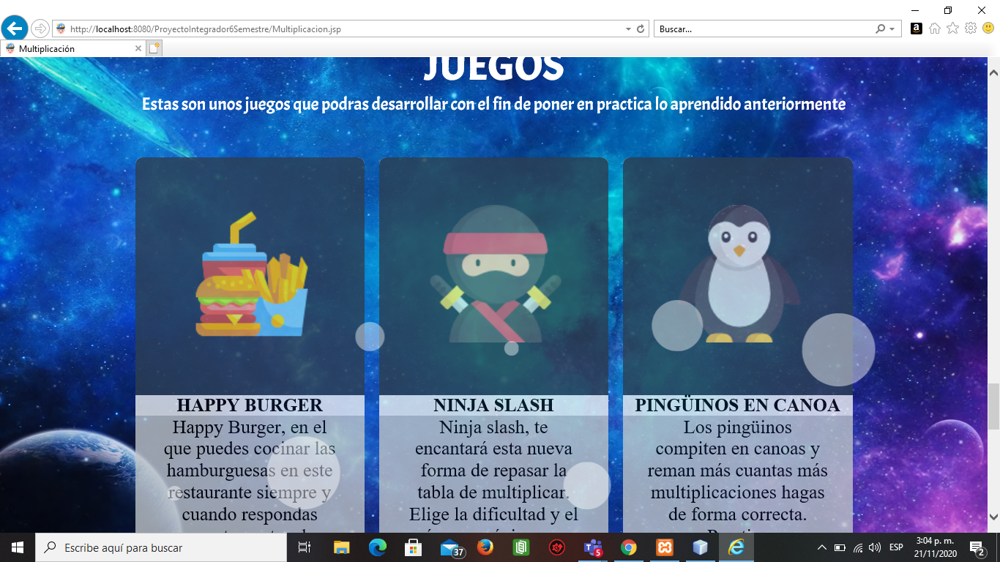 http://localhost:8080/ProyectoIntegrador6Semestre/Multiplicacion.jsp
Buscar...
Multiplicación
JUEGOS
Estas son unos juegos que podras desarrollar con el fin de poner en practica lo aprendido anteriormente
HAPPY BURGER
Happy Burger, en el
que puedes cocinar las
hamburguesas en este
restaurante siempre y
cuando respondas
NINJA SLASH
Ninja slash, te
encantará esta nueva
forma de repasar la
tabla de multiplicar.
Elige la dificultad y el
PINGÜINOS EN CANOA
Los pingüinos
compiten en canoas y
reman más cuantas más
multiplicaciones hagas
de forma correcta.
Escribe aquí para buscar
37
5
ESP
3:04 p. m.
21/11/2020
2